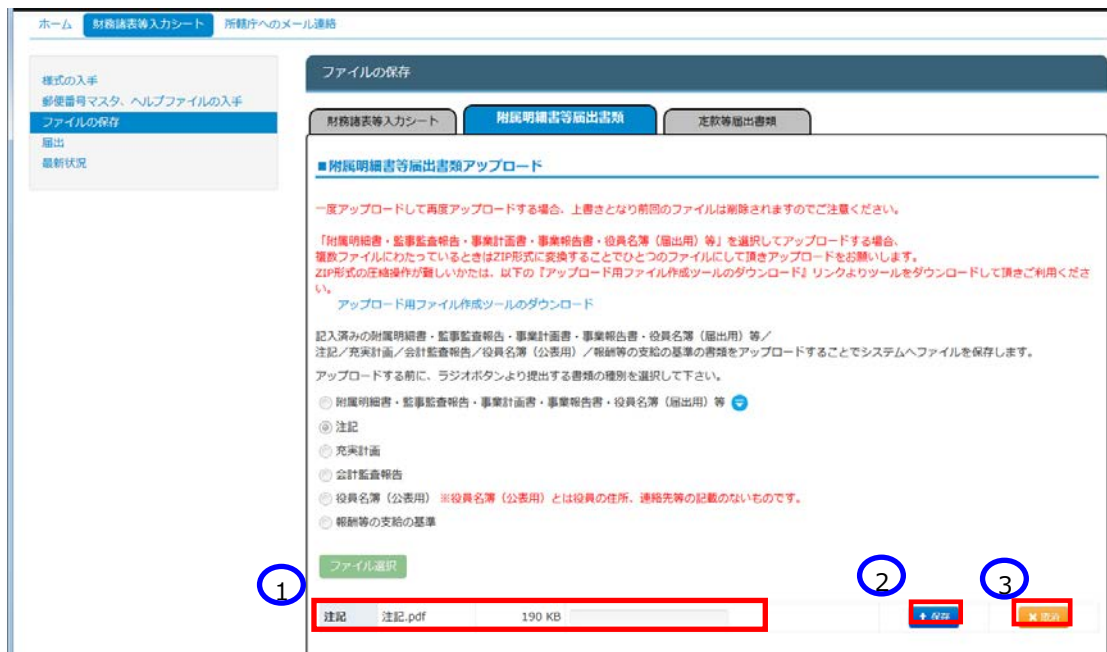 ホーム 財務諸表等入力シート 所轄庁へのメール連絡
様式の入手
郵便番号マスタ、ヘルプファイルの入手
ファイルの保存
届出
最新状況
ファイルの保存
財務諸表等入力シート 附属明細書等届出書類 定款等届出書類
■附属明細書等届出書類アップロード
一度アップロードして再度アップロードする場合、上書きとなり前回のファイルは削除されますのでご注意ください。
「附属明細書・監事監査報告・事業計画書・事業報告書・役員名簿（届出用）等」を選択してアップロードする場合、
複数ファイルにわたっているときはZIP形式に変換することでひとつのファイルにして頂きアップロードをお願いします。
ZIP形式の圧縮操作が難しいかたは、以下の『アップロード用ファイル作成ツールのダウンロード』リンクよりツールをダウンロードして頂きご利用くださ
い。
アップロード用ファイル作成ツールのダウンロード
記入済みの附属明細書・監事監査報告・事業計画書・事業報告書・役員名簿（届出用）等／
注記／充実計画／会計監査報告／役員名簿（公表用）／報酬等の支給の基準の書類をアップロードすることでシステムへファイルを保存します。
アップロードする前に、ラジオボタンより提出する書類の種別を選択して下さい。
附属明細書・監事監査報告・事業計画書・事業報告書・役員名簿（届出用）等
注記
充実計画
会計監査報告
役員名簿（公表用） ※役員名簿（公表用）とは役員の住所、連絡先等の記載のないものです。
報酬等の支給の基準
ファイル選択
1 2 3
注記 注記.pdf 190 KB 保存 取消